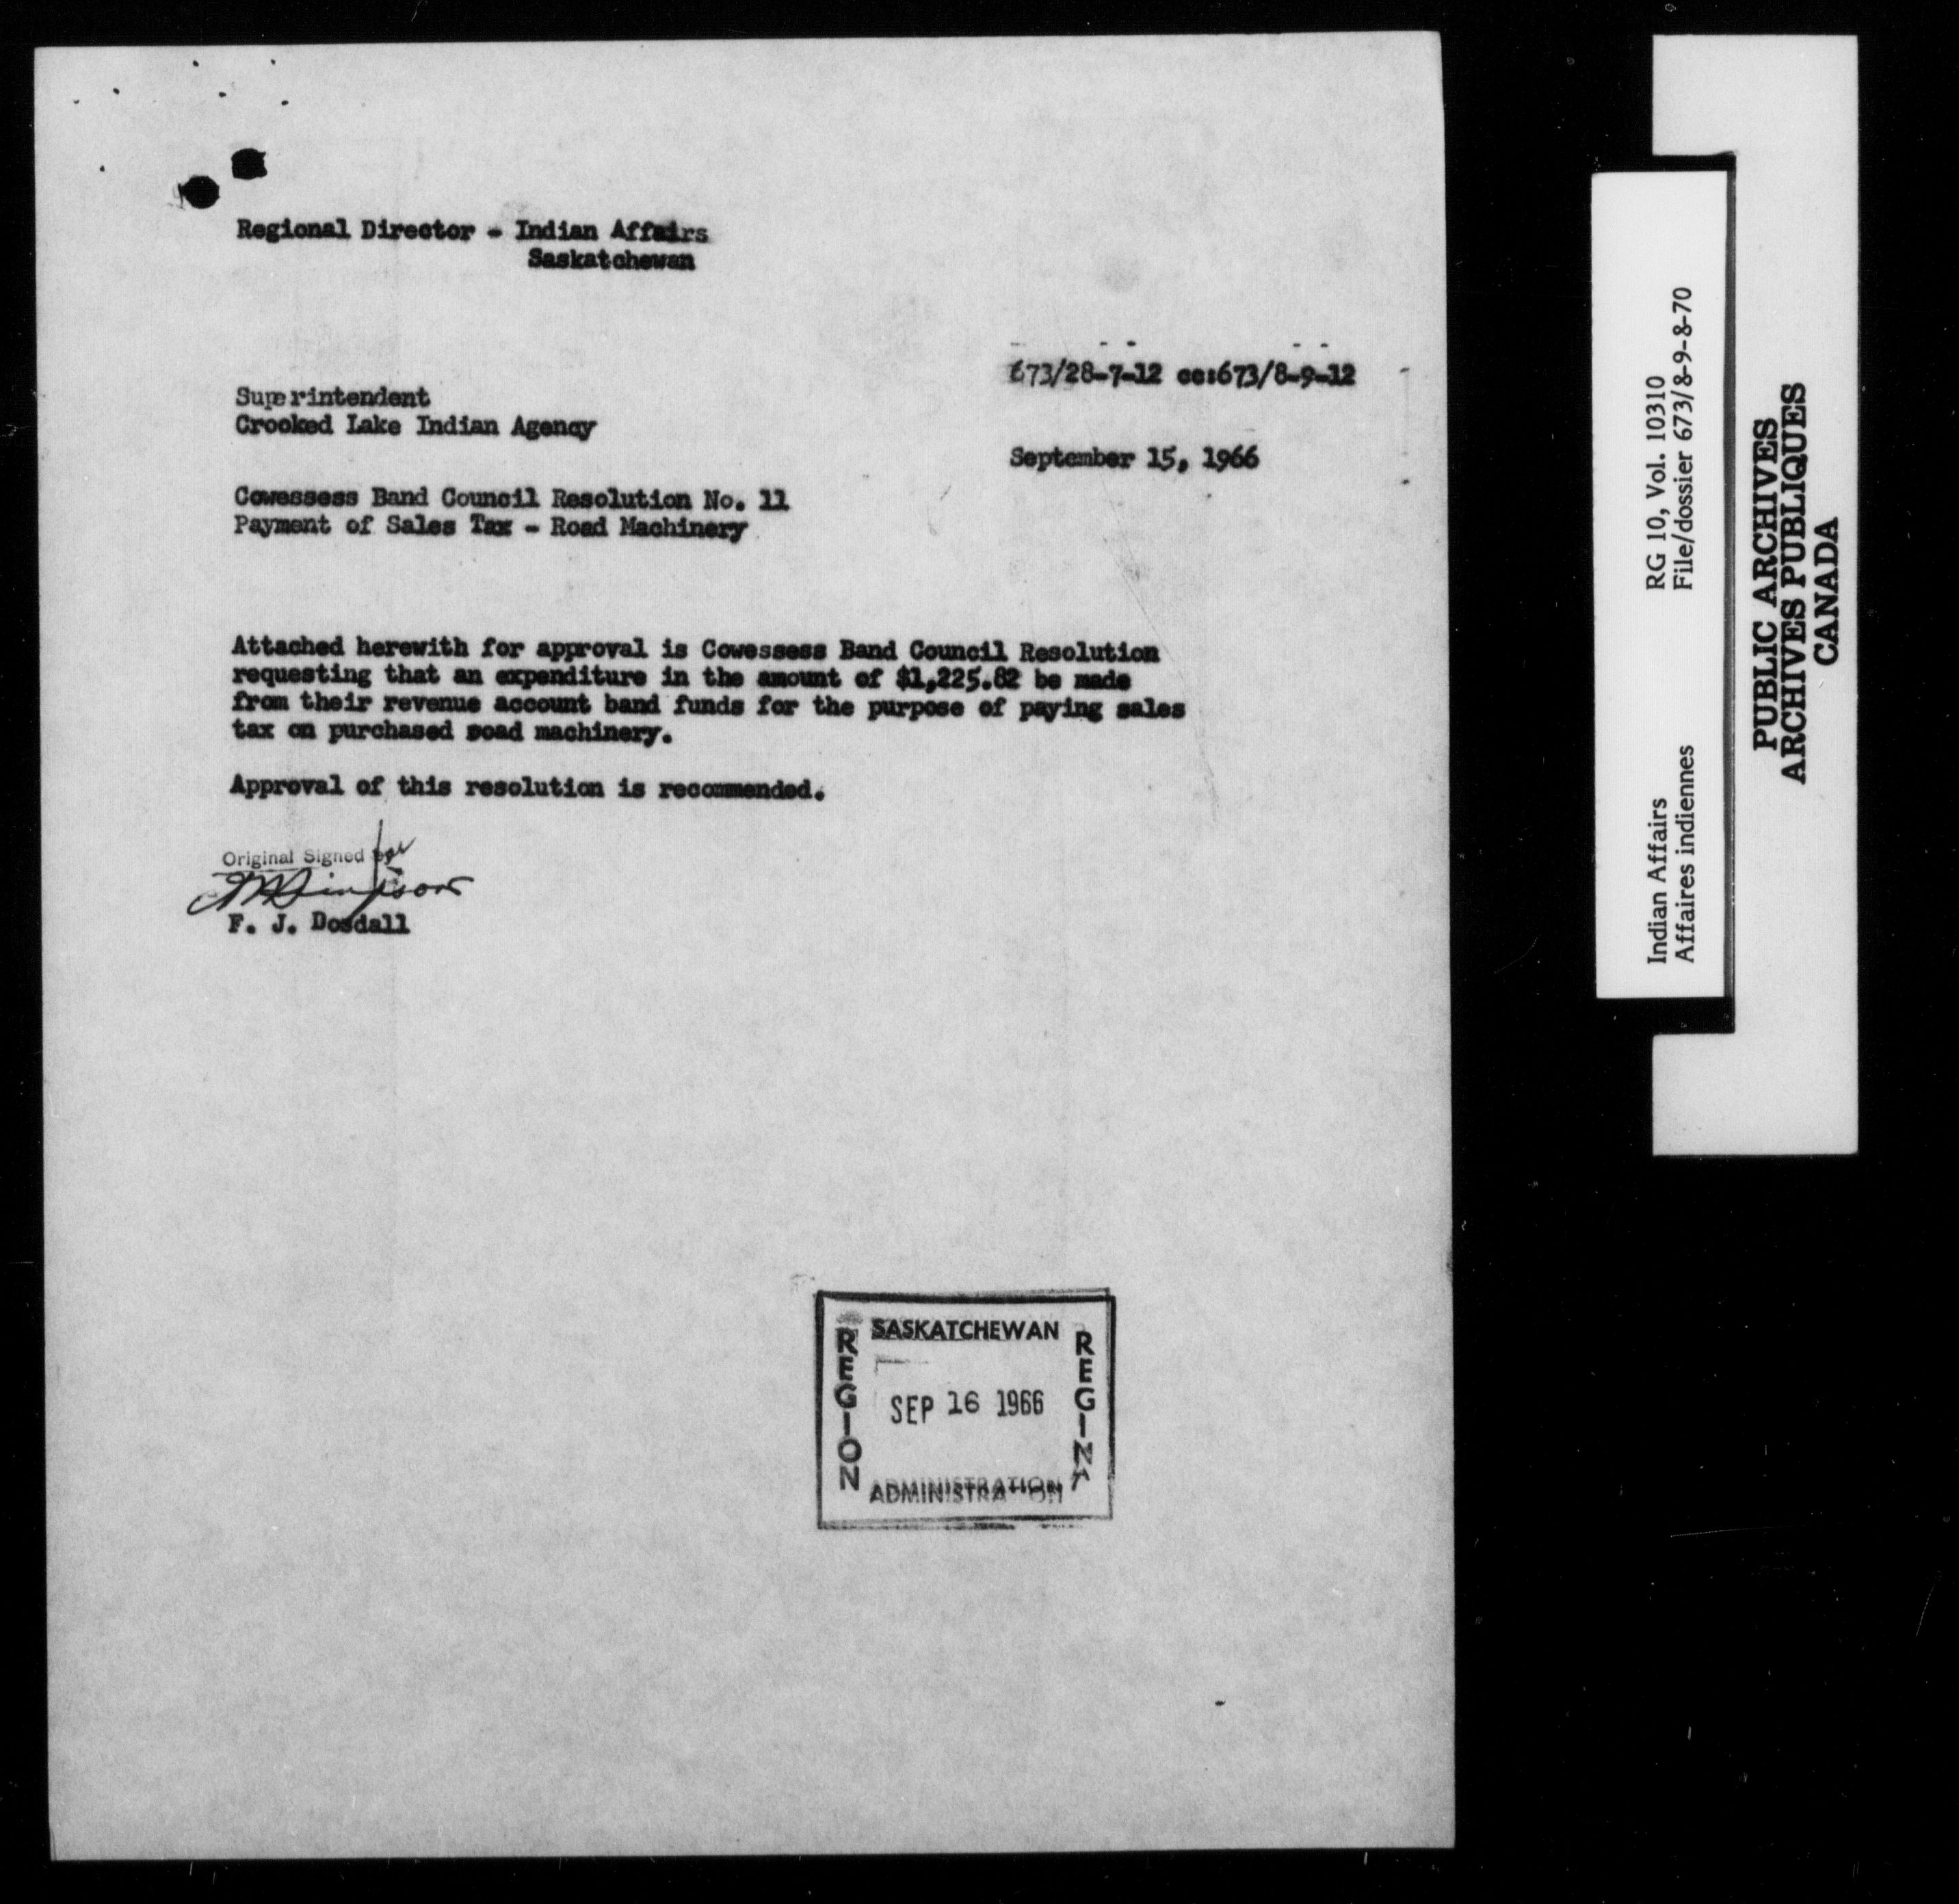 Regional Director - Indian Affairs
Saskatchewan
673/28-7-12 cc:673/8-9-12
Superintendent
Crooked Lake Indian Agency
September 15, 1966
Cowessess Band Council Resolution No. 11
Payment of Sales Tax - Road Machinery
Attached herewith for approval is Cowessess Band Council Resolution
requesting that an expenditure in the amount of $1,225.82 be made
from their revenue account band funds for the purpose of paying sales
tax on purchased road machinery.
Approval of this resolution is recommended.
Original Signed
Simpson
F. J. Dosdall
SASKATCHEWAN
REGION
SEP 16 1966
REGINA
ADMINISTRATION
Indian Affairs RG 10, Vol. 10310
Affaires indiennes File/dossier 673/8-9-8-70
PUBLIC ARCHIVES
ARCHIVES PUBLIQUES
CANADA